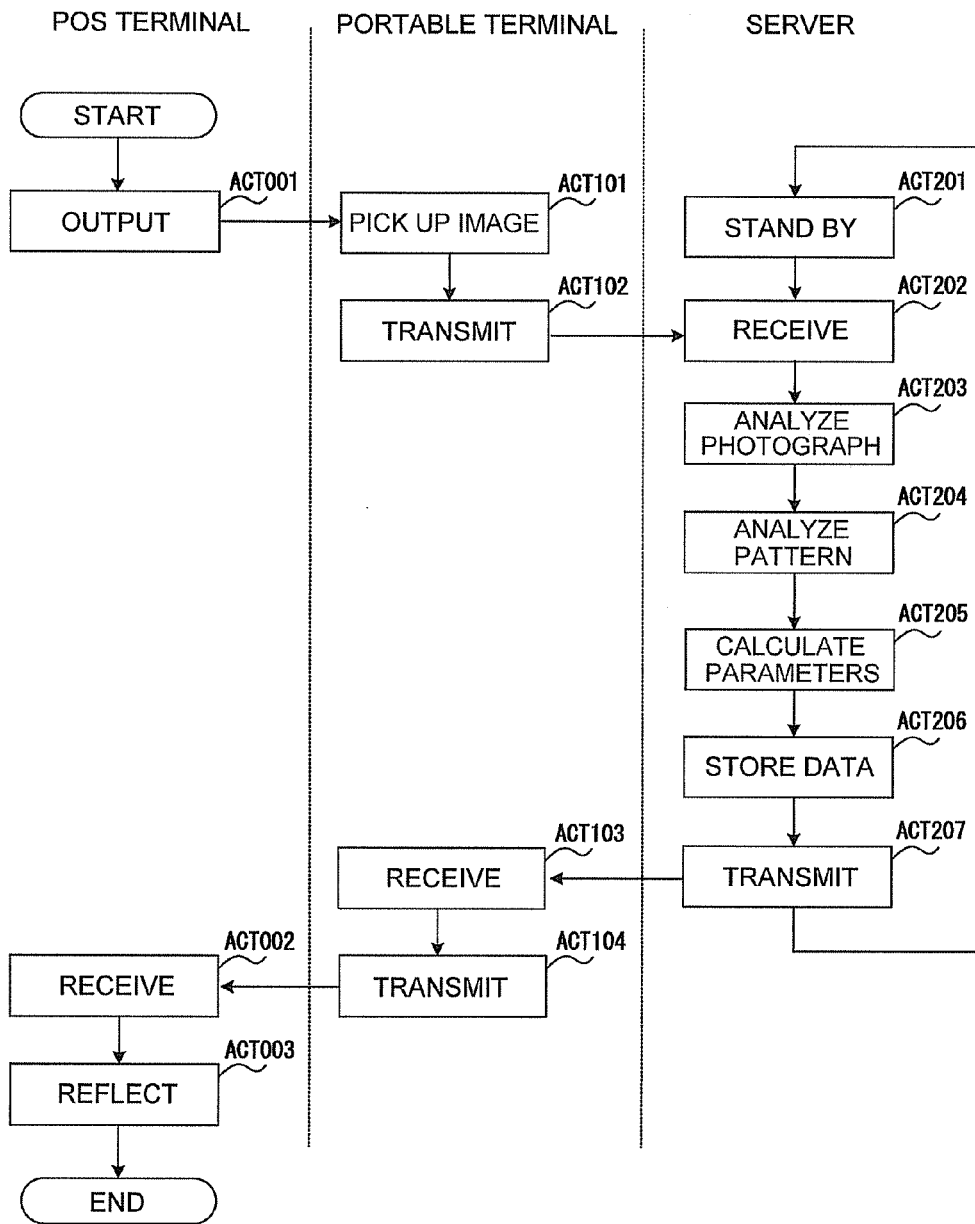 POS TERMINAL
PORTABLE TERMINAL
SERVER
START
ACT001
OUTPUT
ACT101
PICK UP IMAGE
ACT201
STAND BY
ACT102
TRANSMIT
ACT202
RECEIVE
ACT203
ANALYZE
PHOTOGRAPH
ACT204
ANALYZE
PATTERN
ACT205
CALCULATE
PARAMETERS
ACT206
STORE DATA
ACT207
TRANSMIT
ACT103
RECEIVE
ACT104
TRANSMIT
ACT002
RECEIVE
ACT003
REFLECT
END